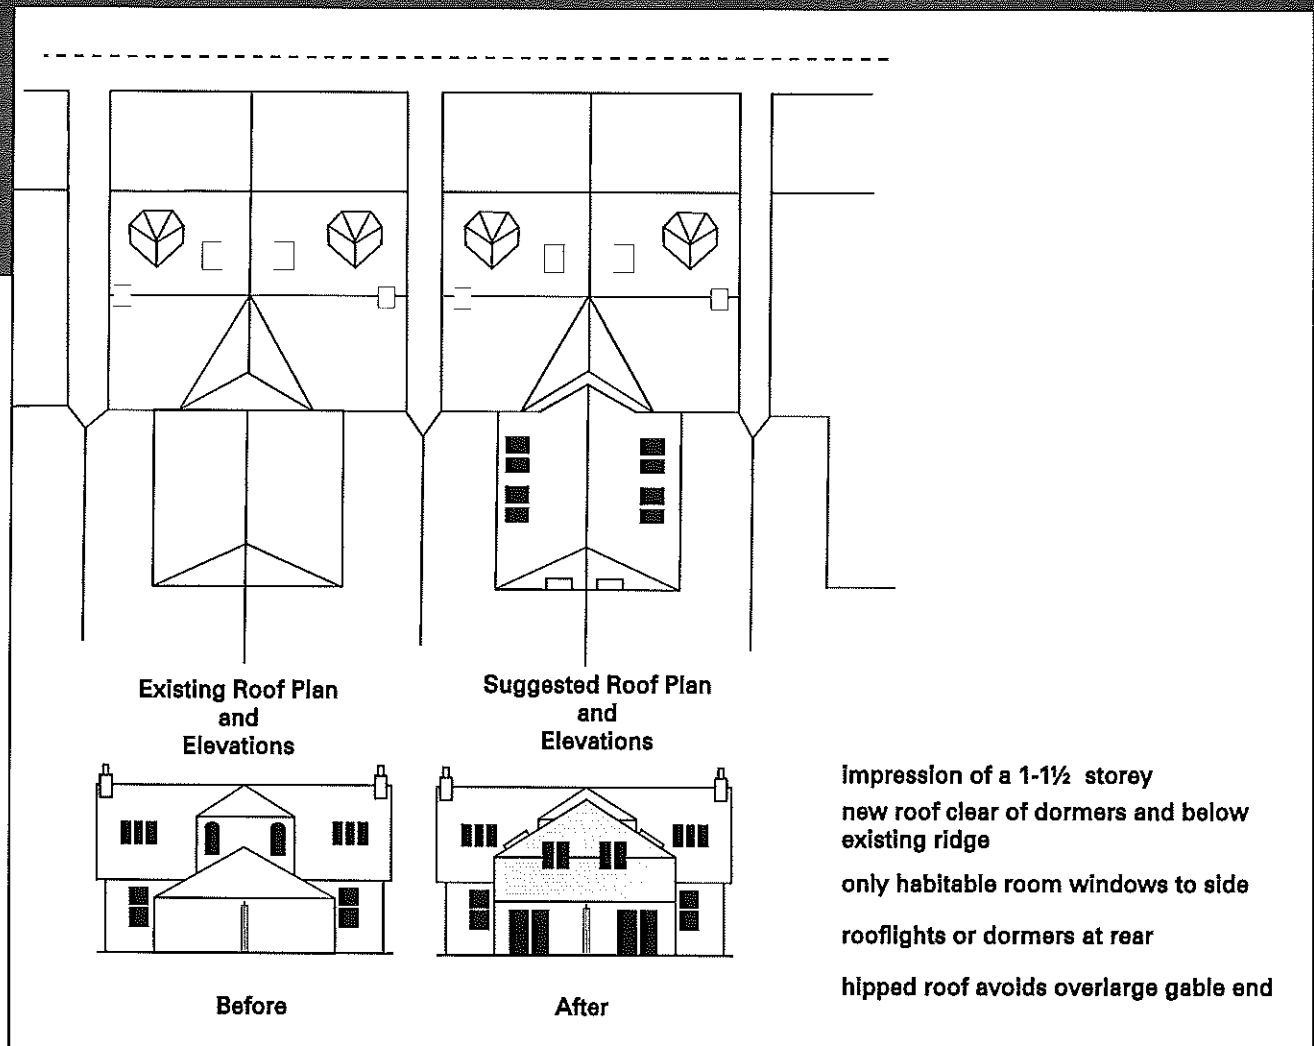 Existing Roof Plan
and
Elevations
Suggested Roof Plan
and
Elevations
Before
After
impression of a 1-1½ storey
new roof clear of dormers and below
existing ridge
only habitable room windows to side
rooflights or dormers at rear
hipped roof avoids overlarge gable end